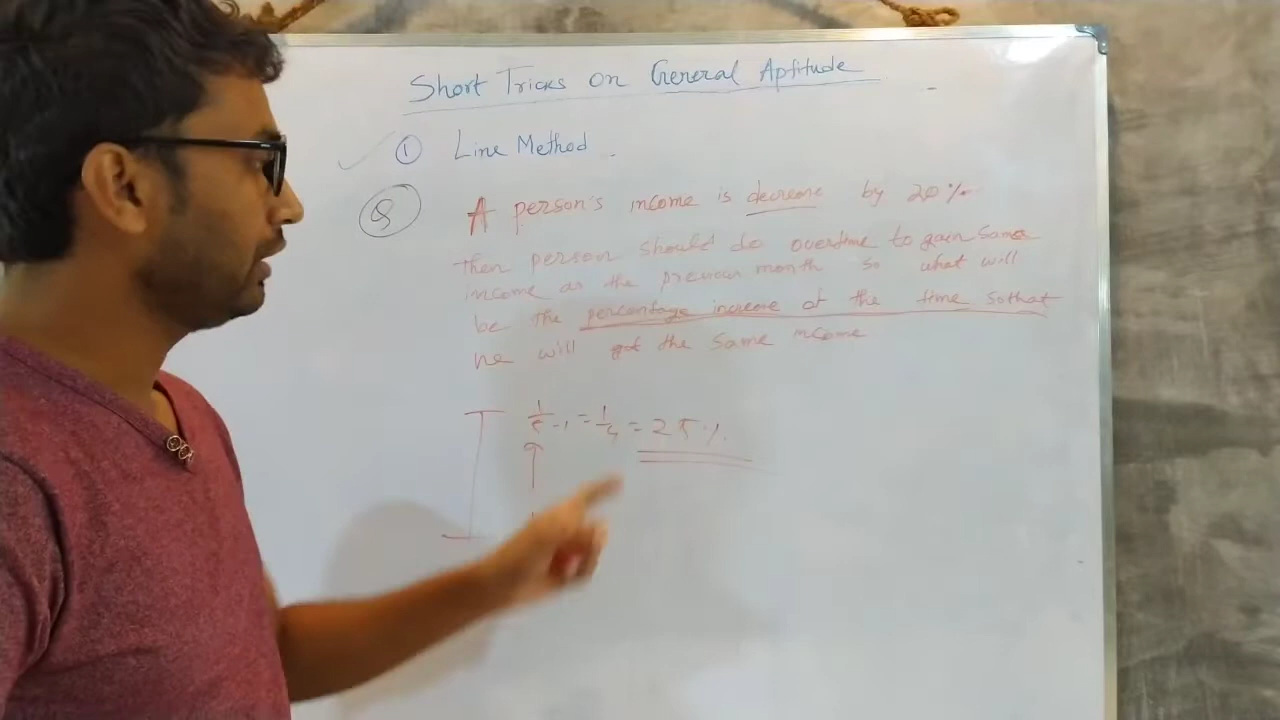 Short Tricks on General Aptitude
① Line Method
Q A person's income is decrease by 20%
then person should do overtime to gain same
income as the previous month so what will
be the percentage increase of the time so that
he will get the same income
1/5-1 = 1/4 = 25%